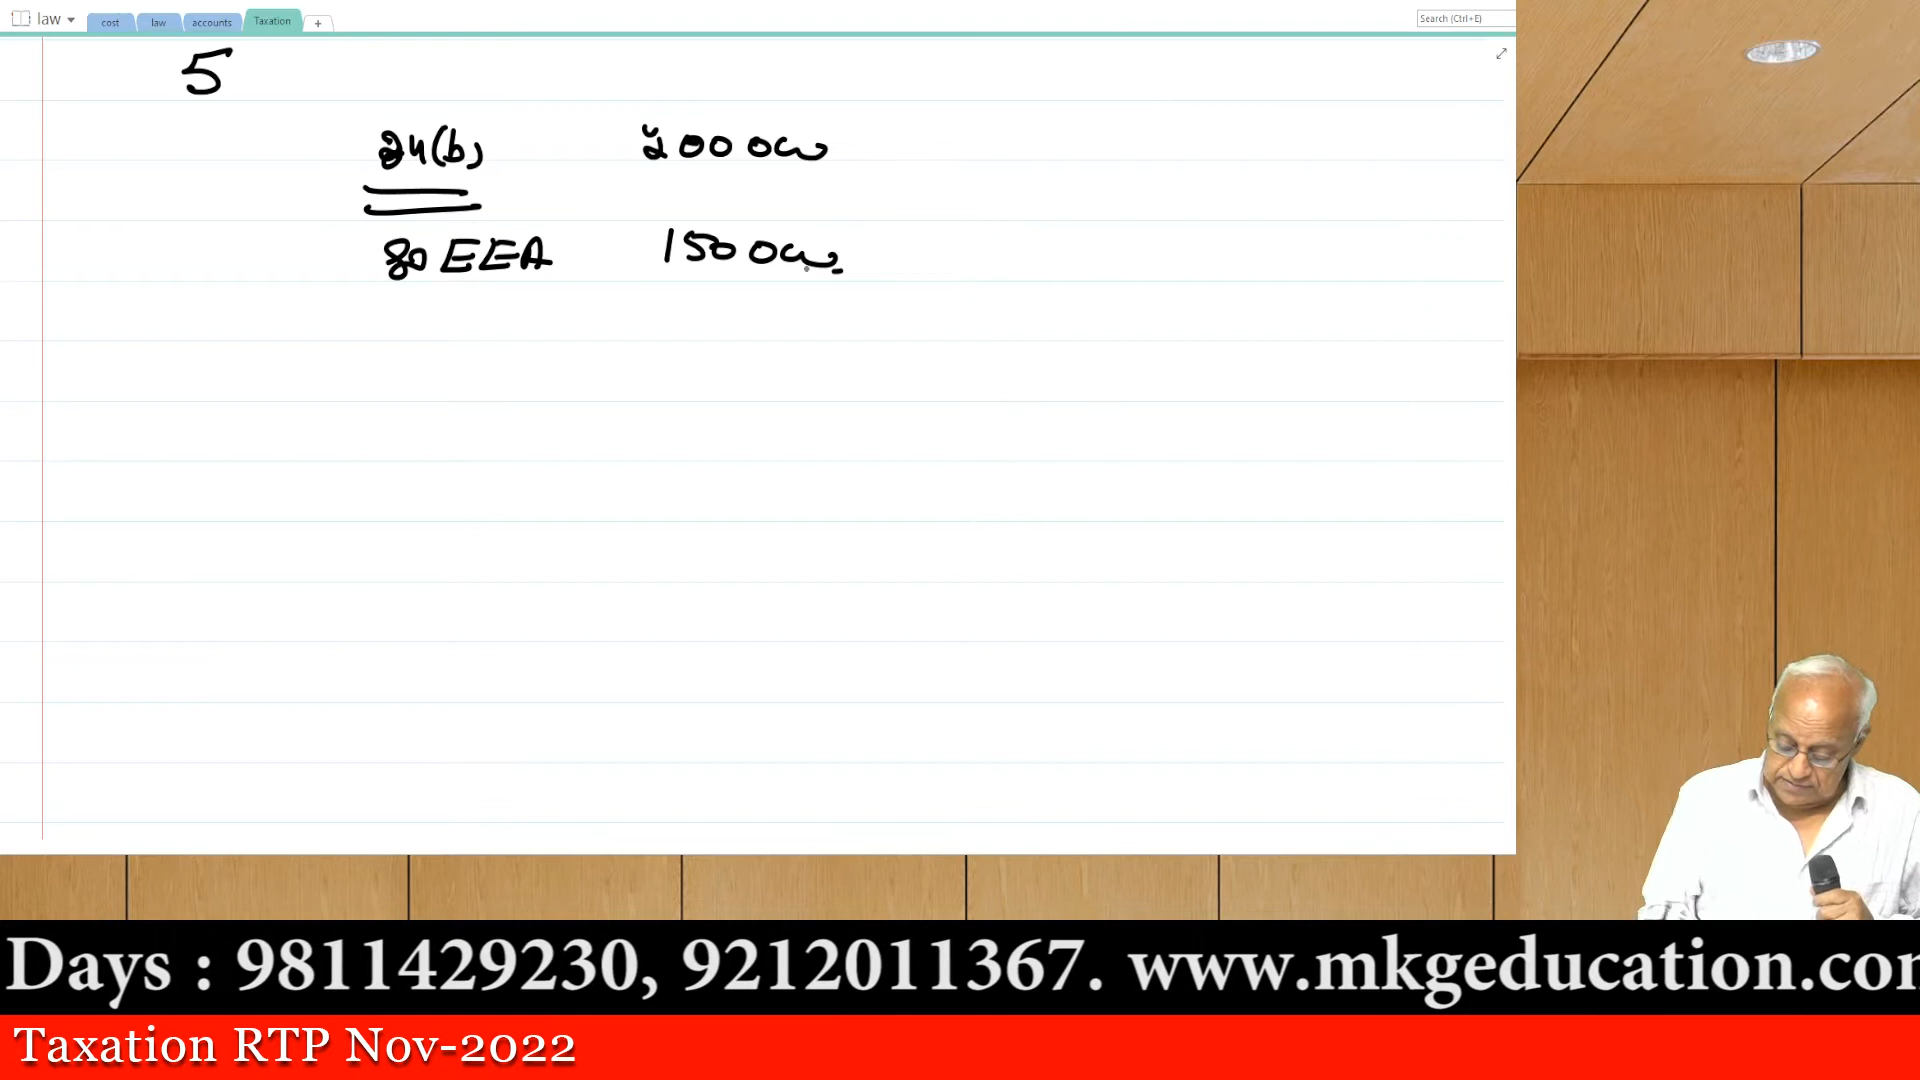 law
cost
law
accounts
Taxation
+
Search (Ctrl+E)
5
24(b) 200000
80 EEA 150000
Days : 9811429230, 9212011367. www.mkgeducation.com
Taxation RTP Nov-2022